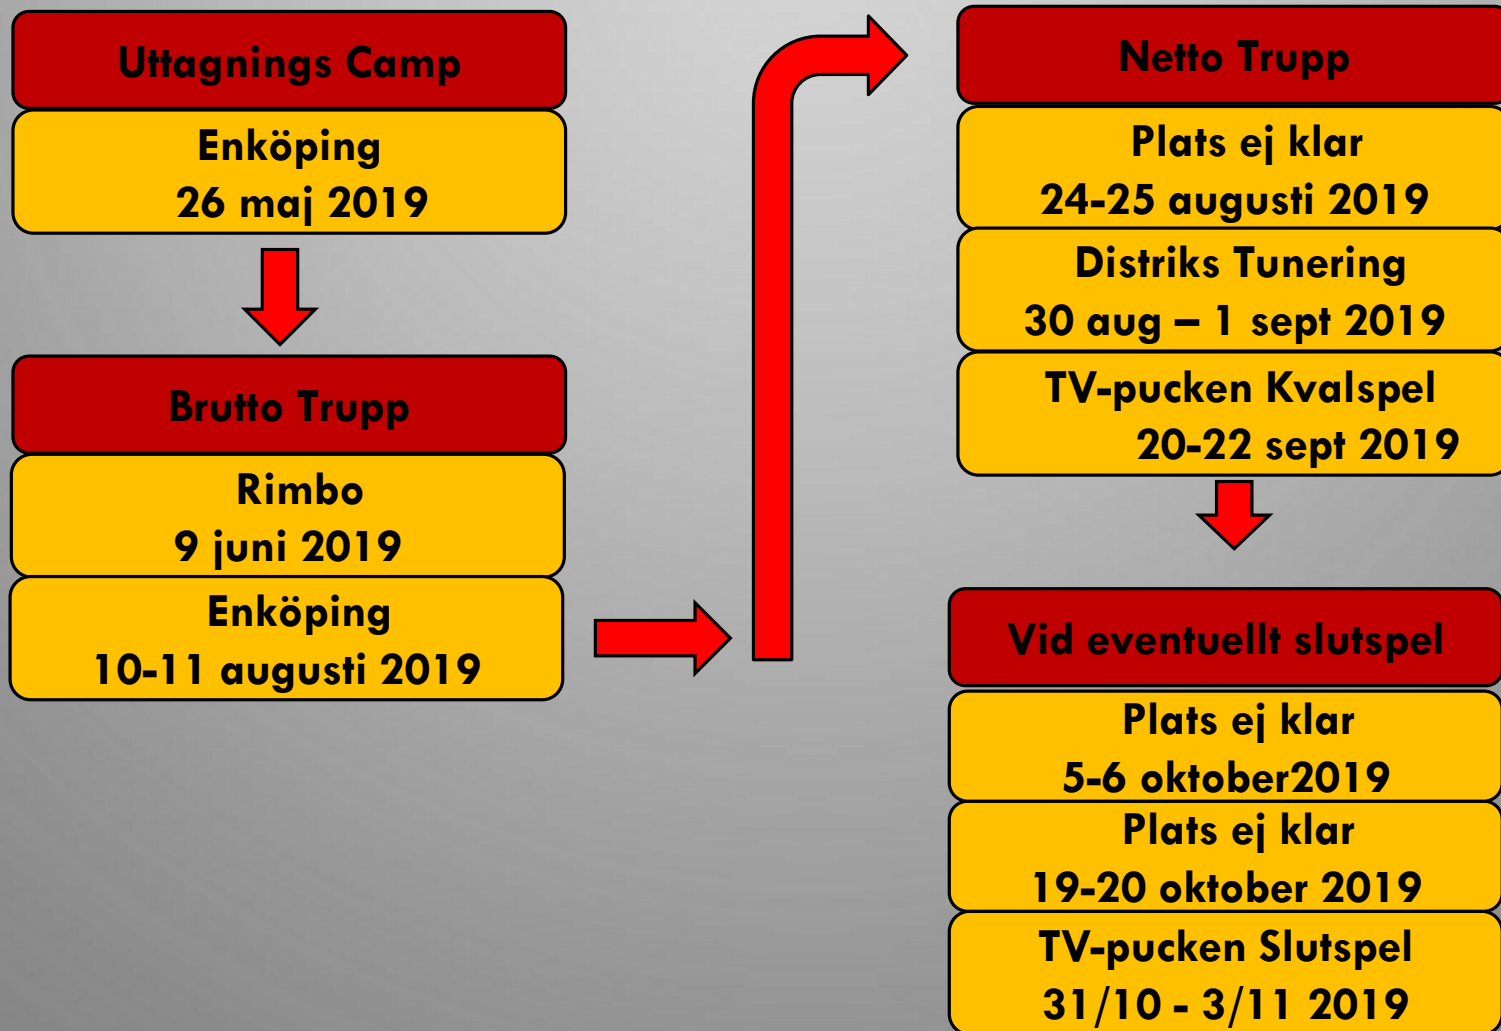 Uttagnings Camp
Enköping
26 maj 2019
Brutto Trupp
Rimbo
9 juni 2019
Enköping
10-11 augusti 2019
Netto Trupp
Plats ej klar
24-25 augusti 2019
Distriks Tunering
30 aug – 1 sept 2019
TV-pucken Kvalspel
20-22 sept 2019
Vid eventuellt slutspel
Plats ej klar
5-6 oktober2019
Plats ej klar
19-20 oktober 2019
TV-pucken Slutspel
31/10 - 3/11 2019